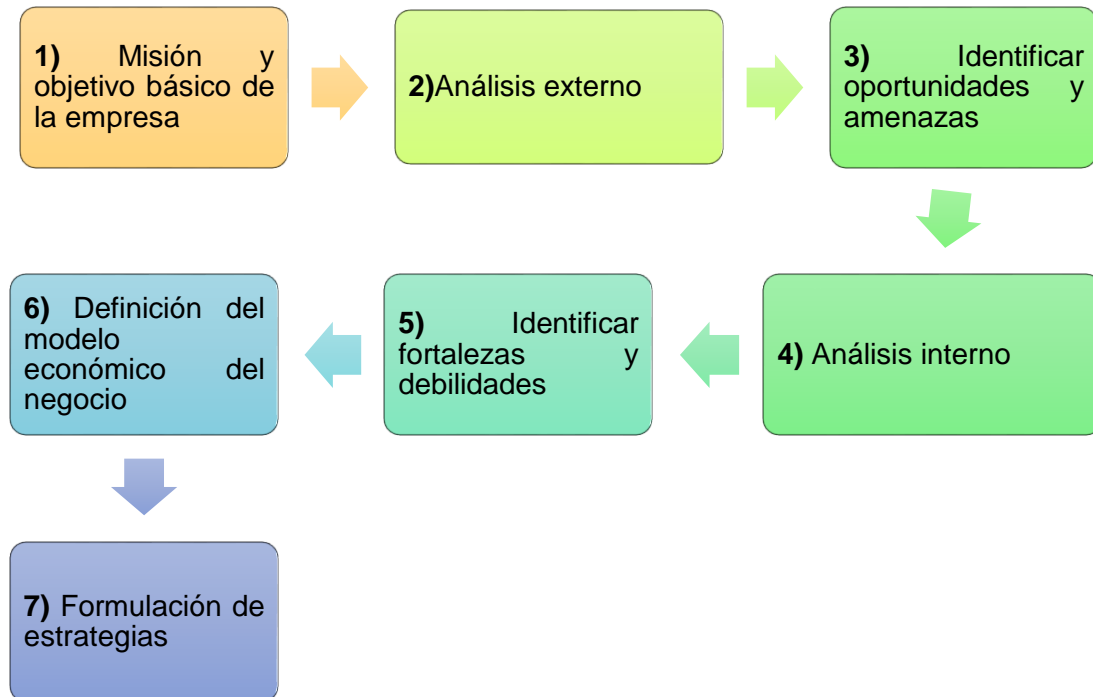 1) Misión y
objetivo básico de
la empresa
2)Análisis externo
3) Identificar
oportunidades y
amenazas
4) Análisis interno
5) Identificar
fortalezas y
debilidades
6) Definición del
modelo
económico del
negocio
7) Formulación de
estrategias